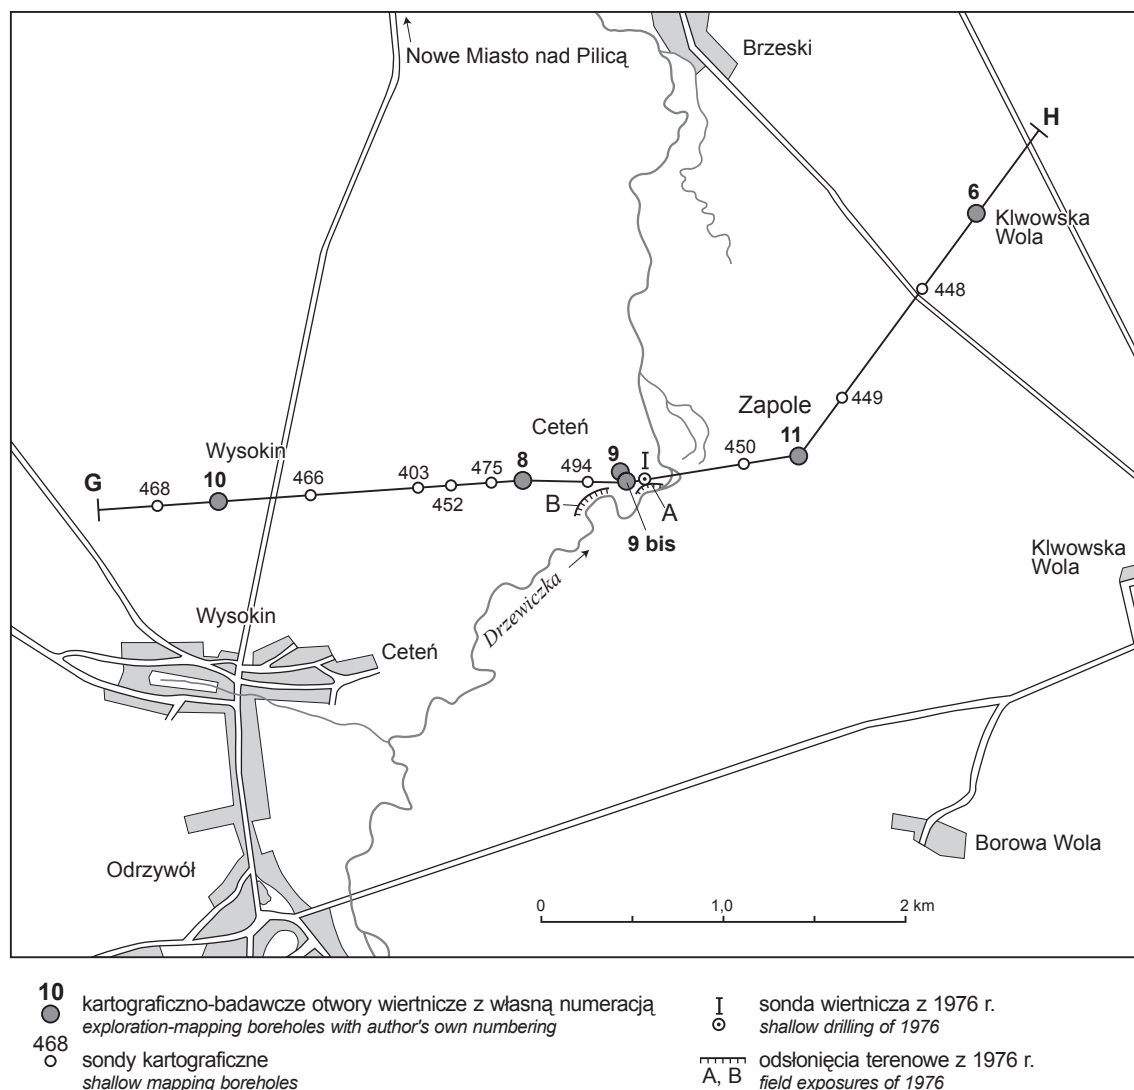 Nowe Miasto nad Pilicą
Brzeski
H
6
Klwowska
Wola
448
449
Zapole
Ceteń
Wysokin
G
468
10
466
403
452
475
8
494
9
I
450
11
B
A
9 bis
Drzewiczka
Klwowska
Wola
Wysokin
Ceteń
Odrzywół
Borowa Wola
0 1,0 2 km
10
kartograficzno-badawcze otwory wiertnicze z własną numeracją
exploration-mapping boreholes with author's own numbering
468
sondy kartograficzne
shallow mapping boreholes
I
sonda wiertnicza z 1976 r.
shallow drilling of 1976
A, B
odsłonięcia terenowe z 1976 r.
field exposures of 1976